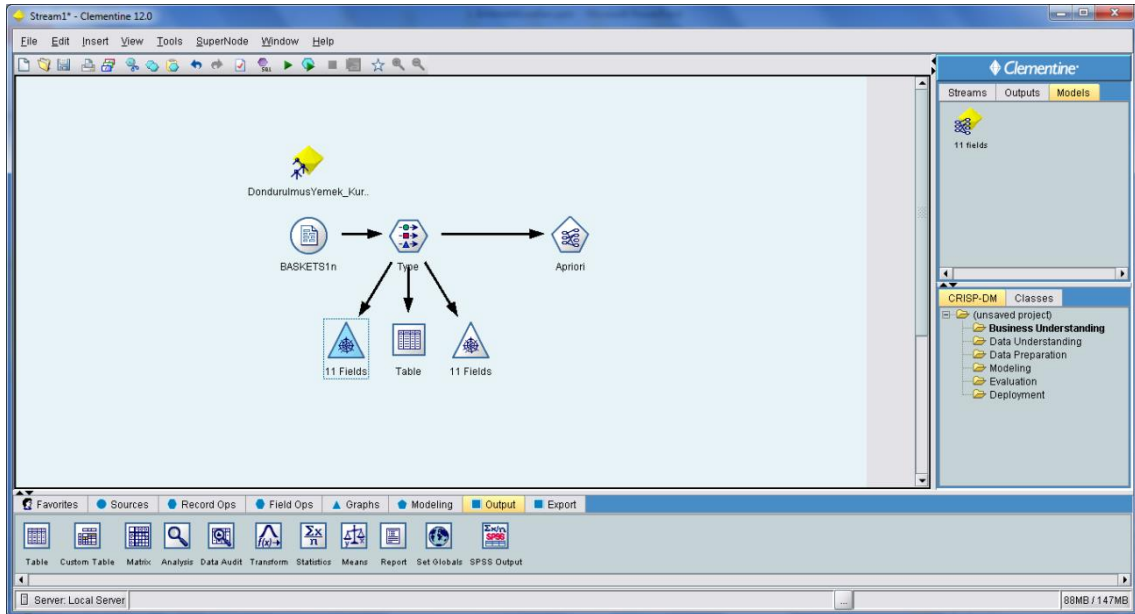 Stream1* - Clementine 12.0
File Edit Insert View Tools SuperNode Window Help
Clementine
Streams Outputs Models
11 fields
DondurulmusYemek_Kur..
BASKETS1n
Type
Apriori
11 Fields
Table
11 Fields
CRISP-DM Classes
(unsaved project)
Business Understanding
Data Understanding
Data Preparation
Modeling
Evaluation
Deployment
Favorites Sources Record Ops Field Ops Graphs Modeling Output Export
Table Custom Table Matrix Analysis Data Audit Transform Statistics Means Report Set Globals SPSS Output
Server: Local Server
...
88MB / 147MB